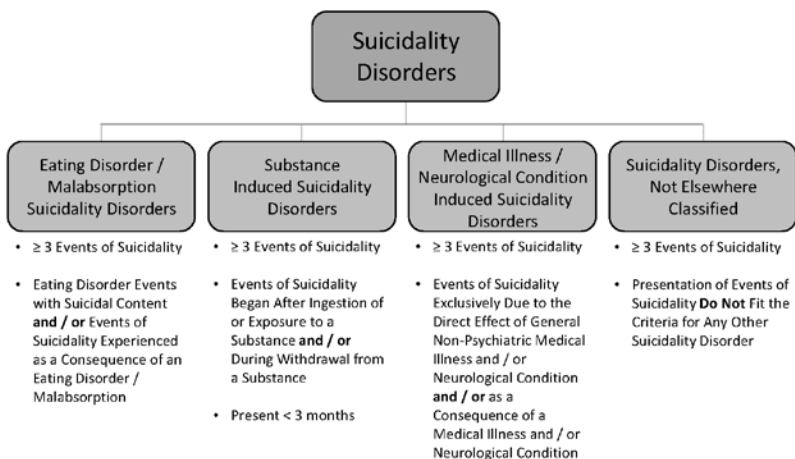 Suicidality
Disorders
Eating Disorder /
Malabsorption
Suicidality Disorders
• ≥ 3 Events of Suicidality
• Eating Disorder Events
with Suicidal Content
and / or Events of
Suicidality Experienced
as a Consequence of an
Eating Disorder /
Malabsorption
Substance
Induced Suicidality
Disorders
• ≥ 3 Events of Suicidality
• Events of Suicidality
Began After Ingestion of
or Exposure to a
Substance and / or
During Withdrawal from
a Substance
• Present < 3 months
Medical Illness /
Neurological Condition
Induced Suicidality
Disorders
• ≥ 3 Events of Suicidality
• Events of Suicidality
Exclusively Due to the
Direct Effect of General
Non-Psychiatric Medical
Illness and / or
Neurological Condition
and / or as a
Consequence of a
Medical Illness and / or
Neurological Condition
Suicidality Disorders,
Not Elsewhere
Classified
• ≥ 3 Events of Suicidality
• Presentation of Events of
Suicidality Do Not Fit the
Criteria for Any Other
Suicidality Disorder